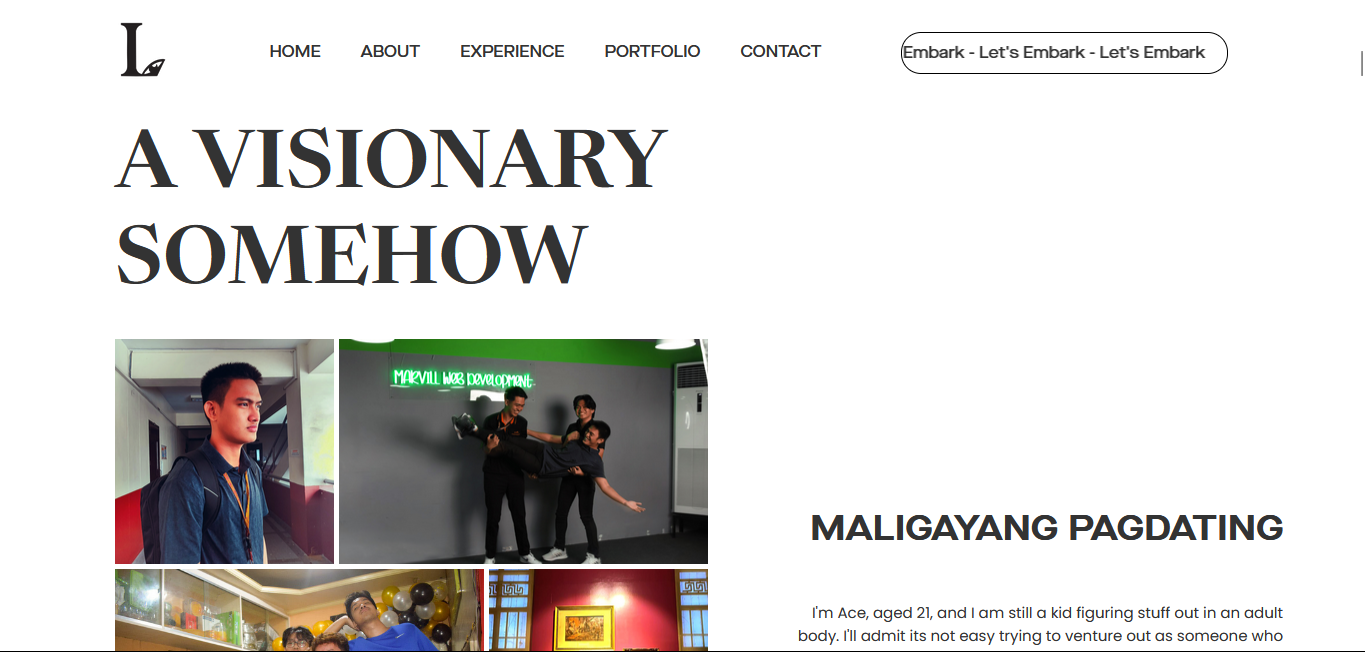 L
HOME ABOUT EXPERIENCE PORTFOLIO CONTACT Embark - Let's Embark - Let's Embark
A VISIONARY
SOMEHOW
MARVILL WEB DEVELOPMENT
MALIGAYANG PAGDATING
I'm Ace, aged 21, and I am still a kid figuring stuff out in an adult
body. I'll admit its not easy trying to venture out as someone who